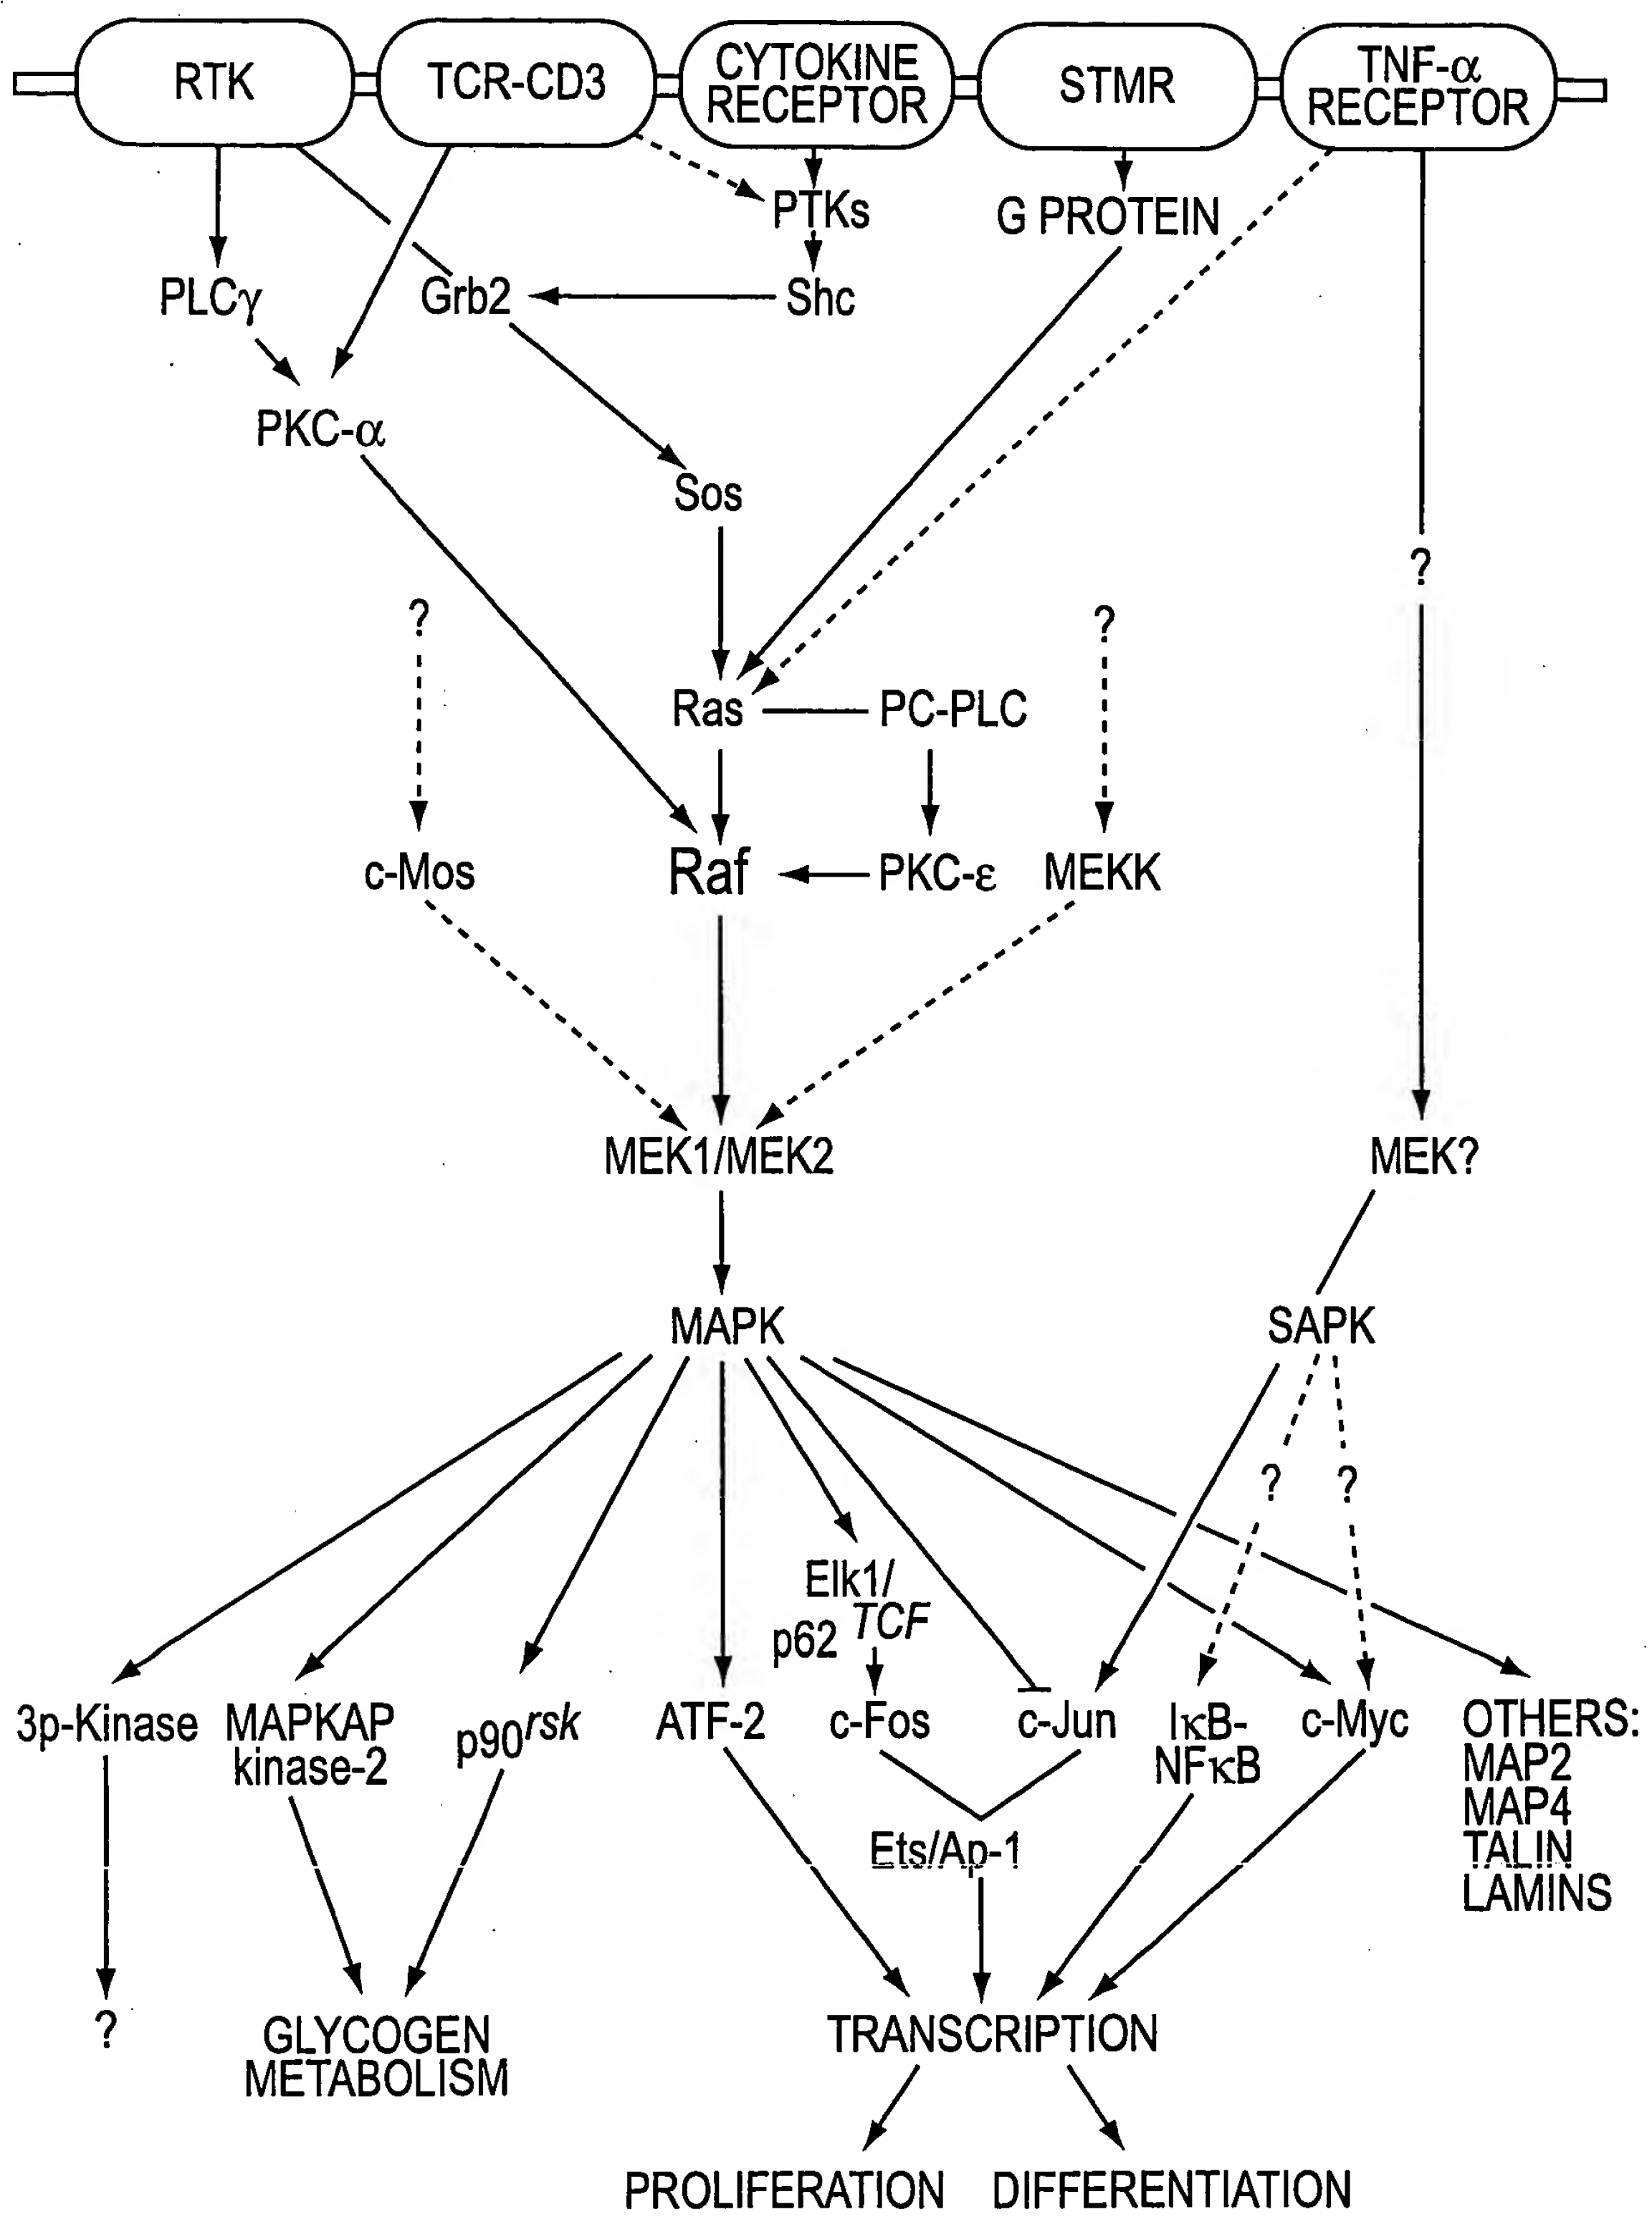 RTK
TCR-CD3
CYTOKINE
RECEPTOR
STMR
TNF-α
RECEPTOR
PTKs
G PROTEIN
PLCγ
Grb2
Shc
PKC-α
Sos
?
?
?
Ras
PC-PLC
c-Mos
Raf
PKC-ε
MEKK
MEK1/MEK2
MEK?
MAPK
SAPK
?
?
Elk1/
p62 TCF
3p-Kinase
MAPKAP
kinase-2
p90rsk
ATF-2
c-Fos
c-Jun
IκB-
NFκB
c-Myc
OTHERS:
MAP2
MAP4
TALIN
LAMINS
Ets/Ap-1
?
GLYCOGEN
METABOLISM
TRANSCRIPTION
PROLIFERATION
DIFFERENTIATION